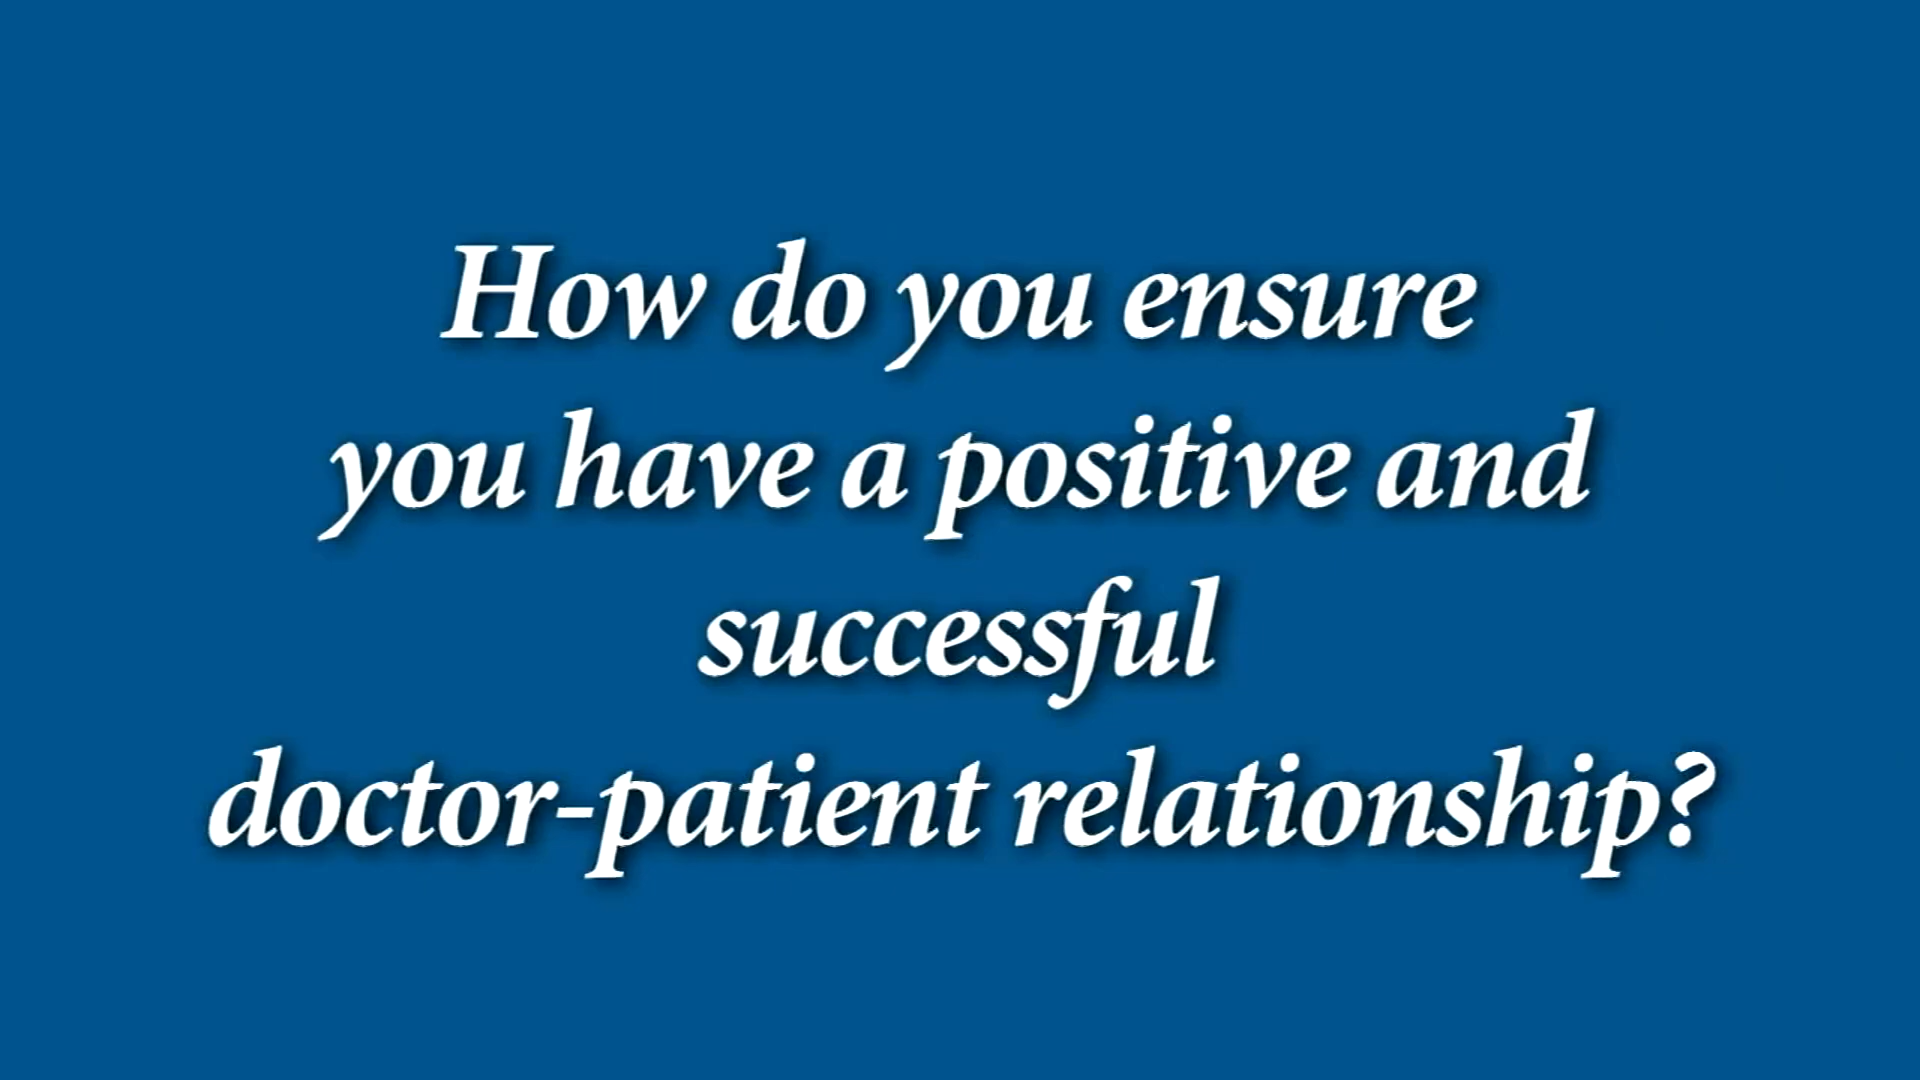 How do you ensure
you have a positive and
successful
doctor-patient relationship?